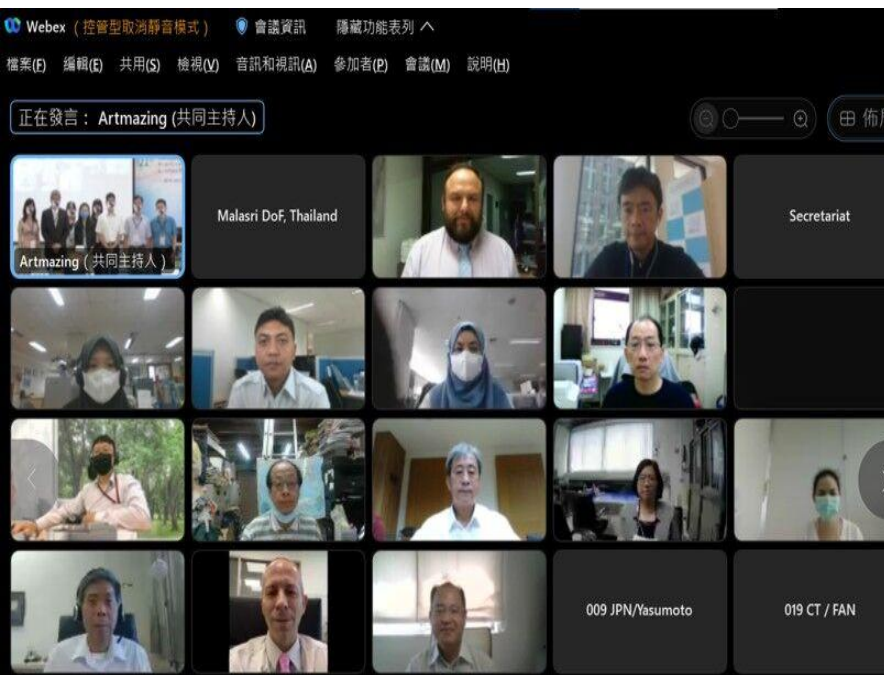 Webex (控管型取消靜音模式) 會議資訊 隱藏功能表列
檔案(F) 編輯(E) 共用(S) 檢視(V) 音訊和視訊(A) 參加者(P) 會議(M) 說明(H)
正在發言： Artmazing (共同主持人)
佈局
Malasri DoF, Thailand
Secretariat
Artmazing (共同主持人)
009 JPN/Yasumoto
019 CT / FAN